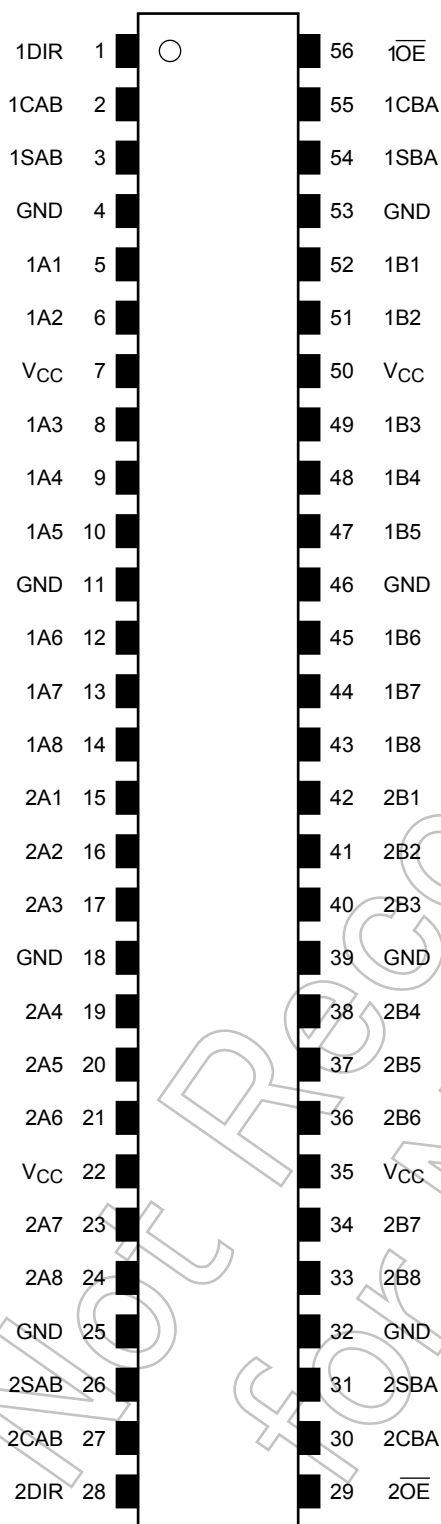 1DIR 1 56 1O̅E̅
1CAB 2 55 1CBA
1SAB 3 54 1SBA
GND 4 53 GND
1A1 5 52 1B1
1A2 6 51 1B2
VCC 7 50 VCC
1A3 8 49 1B3
1A4 9 48 1B4
1A5 10 47 1B5
GND 11 46 GND
1A6 12 45 1B6
1A7 13 44 1B7
1A8 14 43 1B8
2A1 15 42 2B1
2A2 16 41 2B2
2A3 17 40 2B3
GND 18 39 GND
2A4 19 38 2B4
2A5 20 37 2B5
2A6 21 36 2B6
VCC 22 35 VCC
2A7 23 34 2B7
2A8 24 33 2B8
GND 25 32 GND
2SAB 26 31 2SBA
2CAB 27 30 2CBA
2DIR 28 29 2O̅E̅
Not
for